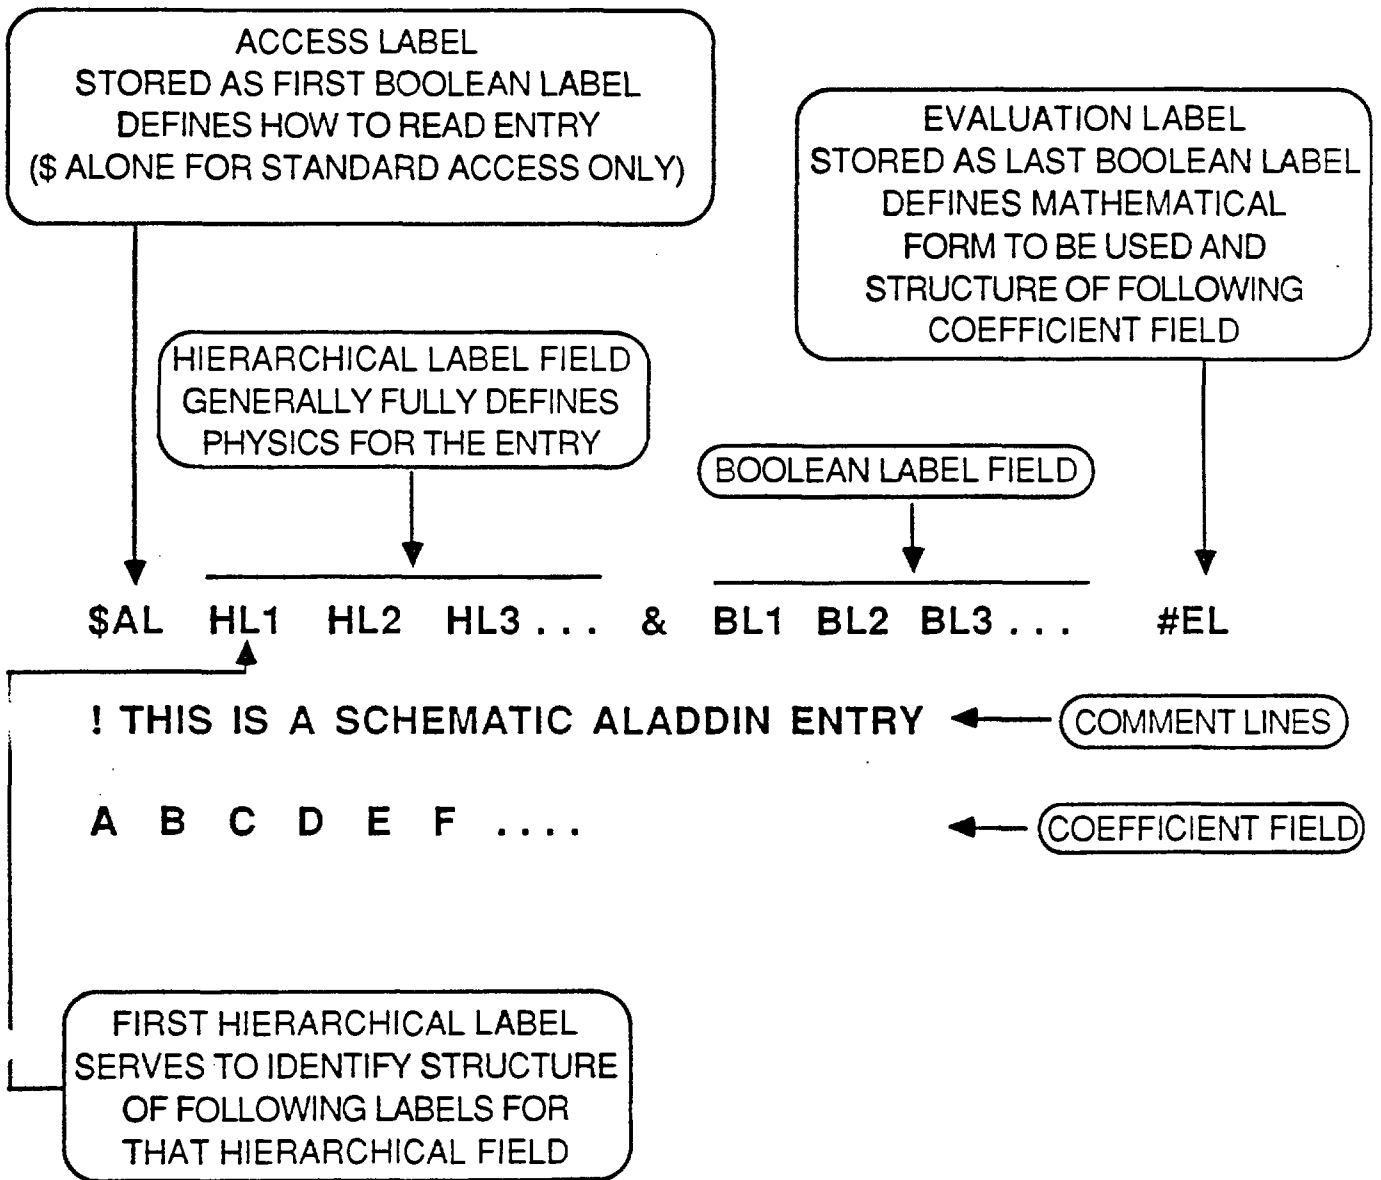 ACCESS LABEL
STORED AS FIRST BOOLEAN LABEL
DEFINES HOW TO READ ENTRY
($ ALONE FOR STANDARD ACCESS ONLY)
EVALUATION LABEL
STORED AS LAST BOOLEAN LABEL
DEFINES MATHEMATICAL
FORM TO BE USED AND
STRUCTURE OF FOLLOWING
COEFFICIENT FIELD
HIERARCHICAL LABEL FIELD
GENERALLY FULLY DEFINES
PHYSICS FOR THE ENTRY
BOOLEAN LABEL FIELD
$AL HL1 HL2 HL3 . . . & BL1 BL2 BL3 . . . #EL
! THIS IS A SCHEMATIC ALADDIN ENTRY
COMMENT LINES
A B C D E F . . . .
COEFFICIENT FIELD
FIRST HIERARCHICAL LABEL
SERVES TO IDENTIFY STRUCTURE
OF FOLLOWING LABELS FOR
THAT HIERARCHICAL FIELD